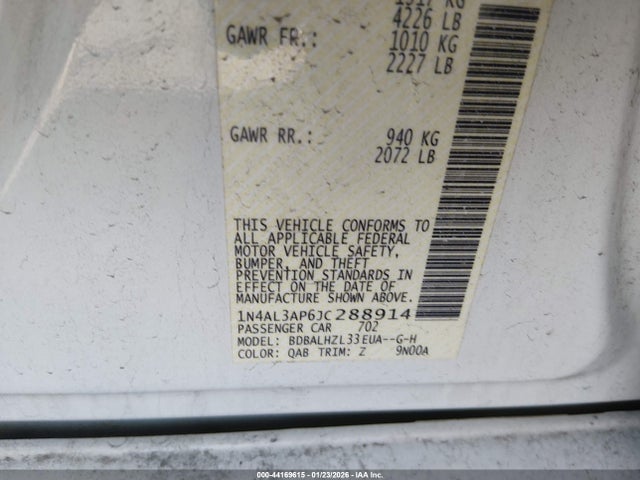 4226 LB
GAWR FR.: 1010 KG
2227 LB
GAWR RR.: 940 KG
2072 LB
THIS VEHICLE CONFORMS TO
ALL APPLICABLE FEDERAL
MOTOR VEHICLE SAFETY,
BUMPER, AND THEFT
PREVENTION STANDARDS IN
EFFECT ON THE DATE OF
MANUFACTURE SHOWN ABOVE.
1N4AL3AP6JC288914
PASSENGER CAR 702
MODEL: BDBALHZL33EUA--G-H
COLOR: QAB TRIM: Z 9N00A
000-44169615 | 01/23/2026 - IAA Inc.